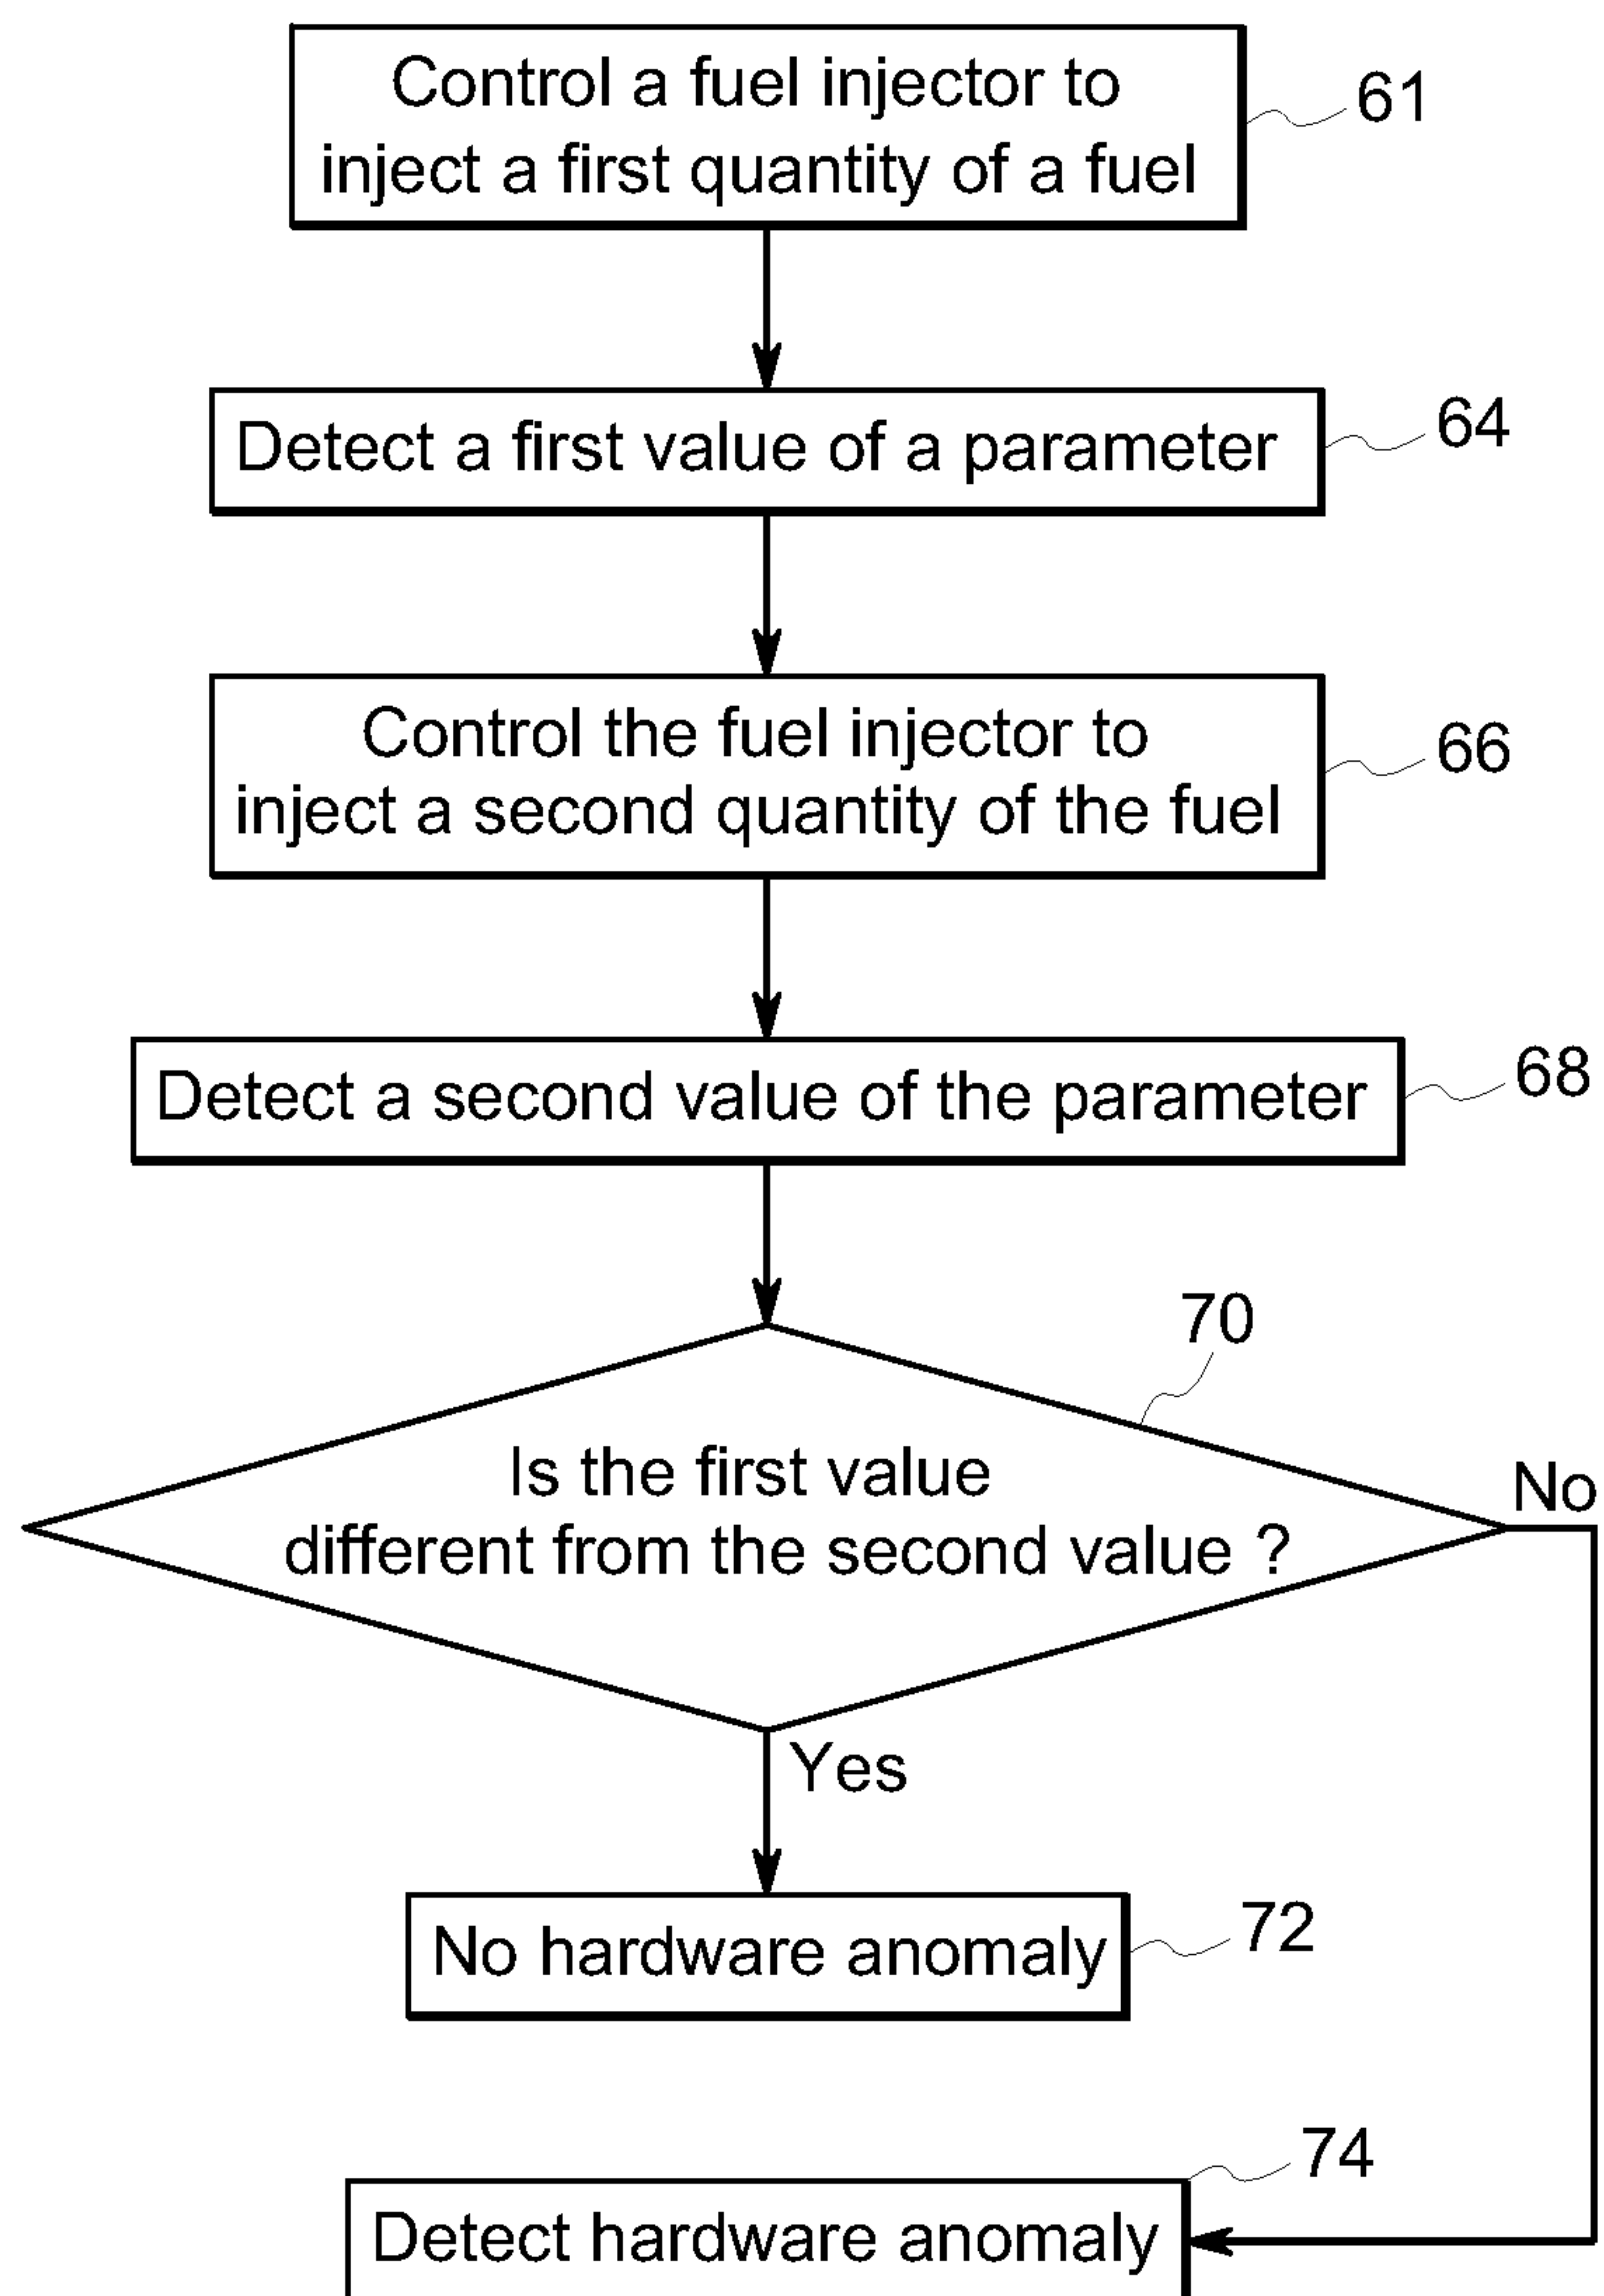 Control a fuel injector to
inject a first quantity of a fuel
61
Detect a first value of a parameter
64
Control the fuel injector to
inject a second quantity of the fuel
66
Detect a second value of the parameter
68
70
Is the first value
different from the second value ?
No
Yes
No hardware anomaly
72
74
Detect hardware anomaly